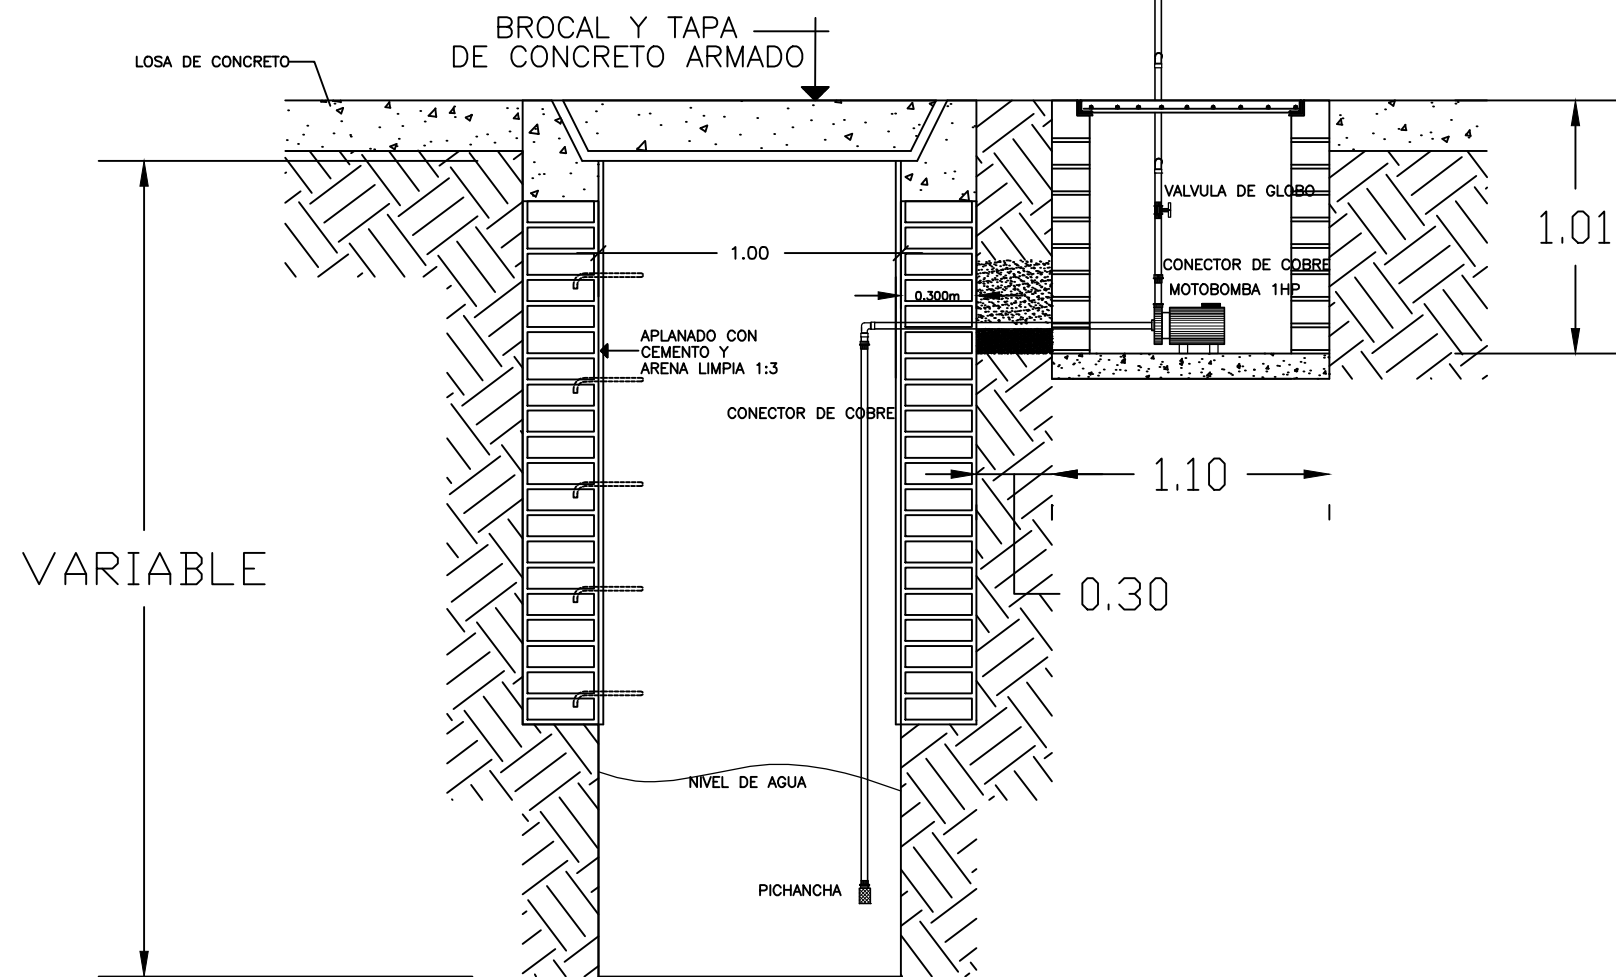 BROCAL Y TAPA
DE CONCRETO ARMADO
LOSA DE CONCRETO
VALVULA DE GLOBO
1.01
1.00
CONECTOR DE COBRE
MOTOBOMBA 1HP
0.300m
APLANADO CON
CEMENTO Y
ARENA LIMPIA 1:3
CONECTOR DE COBRE
1.10
VARIABLE
0.30
NIVEL DE AGUA
PICHANCHA